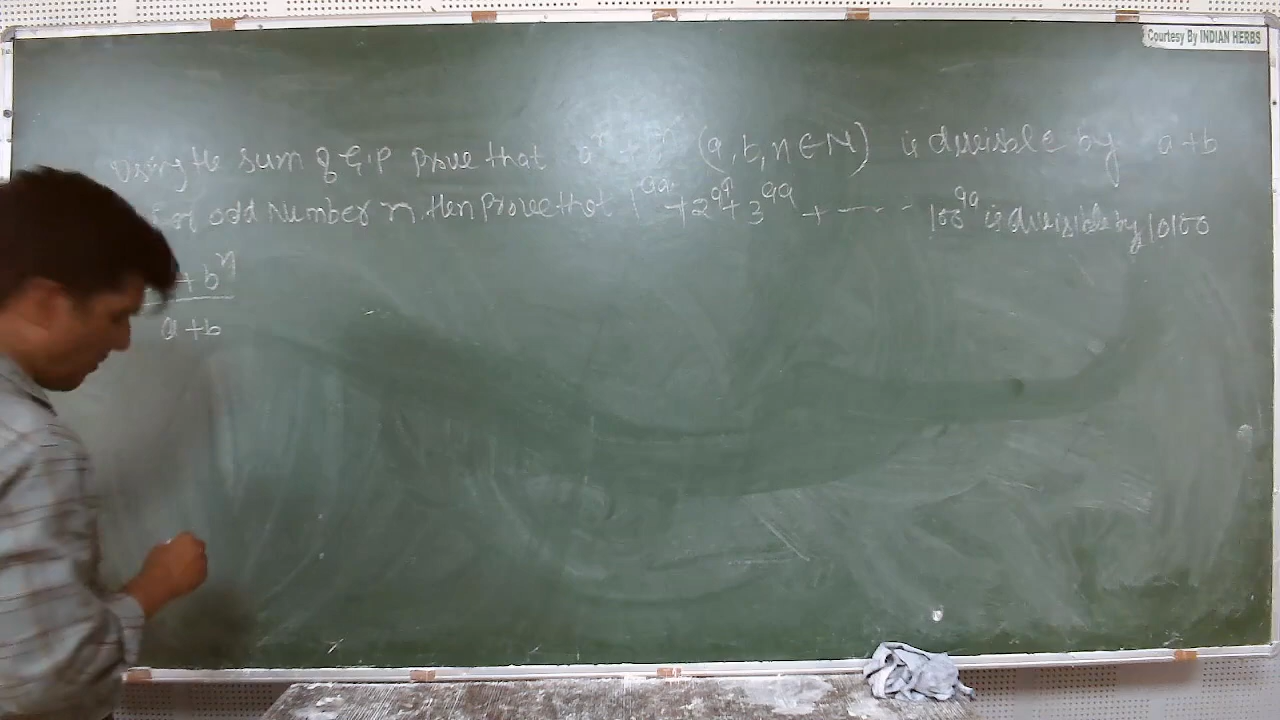 Courtesy By INDIAN HERBS
Using the sum of G.P prove that aⁿ + bⁿ (a, b, n ∈ N) is divisible by a+b
for odd Number n. then Prove that 1⁹⁹ + 2⁹⁹ + 3⁹⁹ + - - - - 100⁹⁹ is divisible by 10100
+ bⁿ
a+b